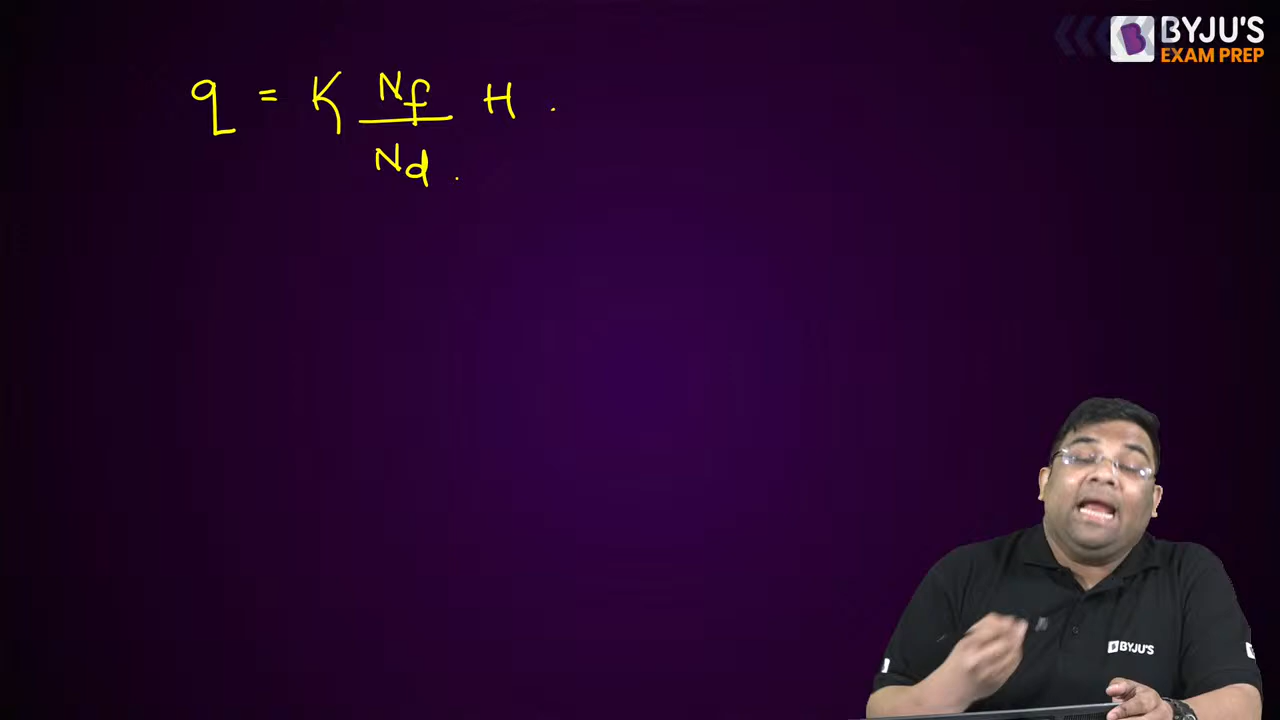 BYJU'S
EXAM PREP
q = K Nf H .
Nd .
BYJU'S